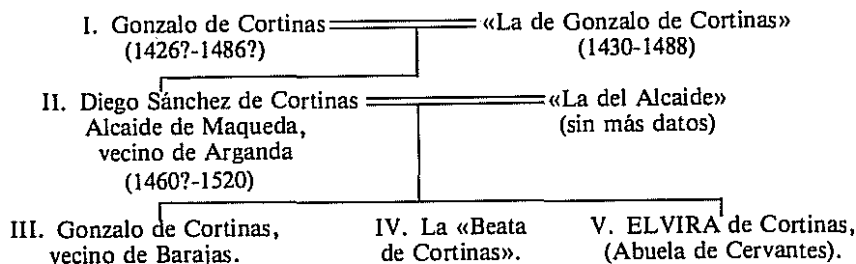 I. Gonzalo de Cortinas «La de Gonzalo de Cortinas»
(1426?-1486?) (1430-1488)
II. Diego Sánchez de Cortinas «La del Alcaide»
Alcaide de Maqueda, (sin más datos)
vecino de Arganda
(1460?-1520)
III. Gonzalo de Cortinas, IV. La «Beata V. ELVIRA de Cortinas,
vecino de Barajas. de Cortinas». (Abuela de Cervantes).